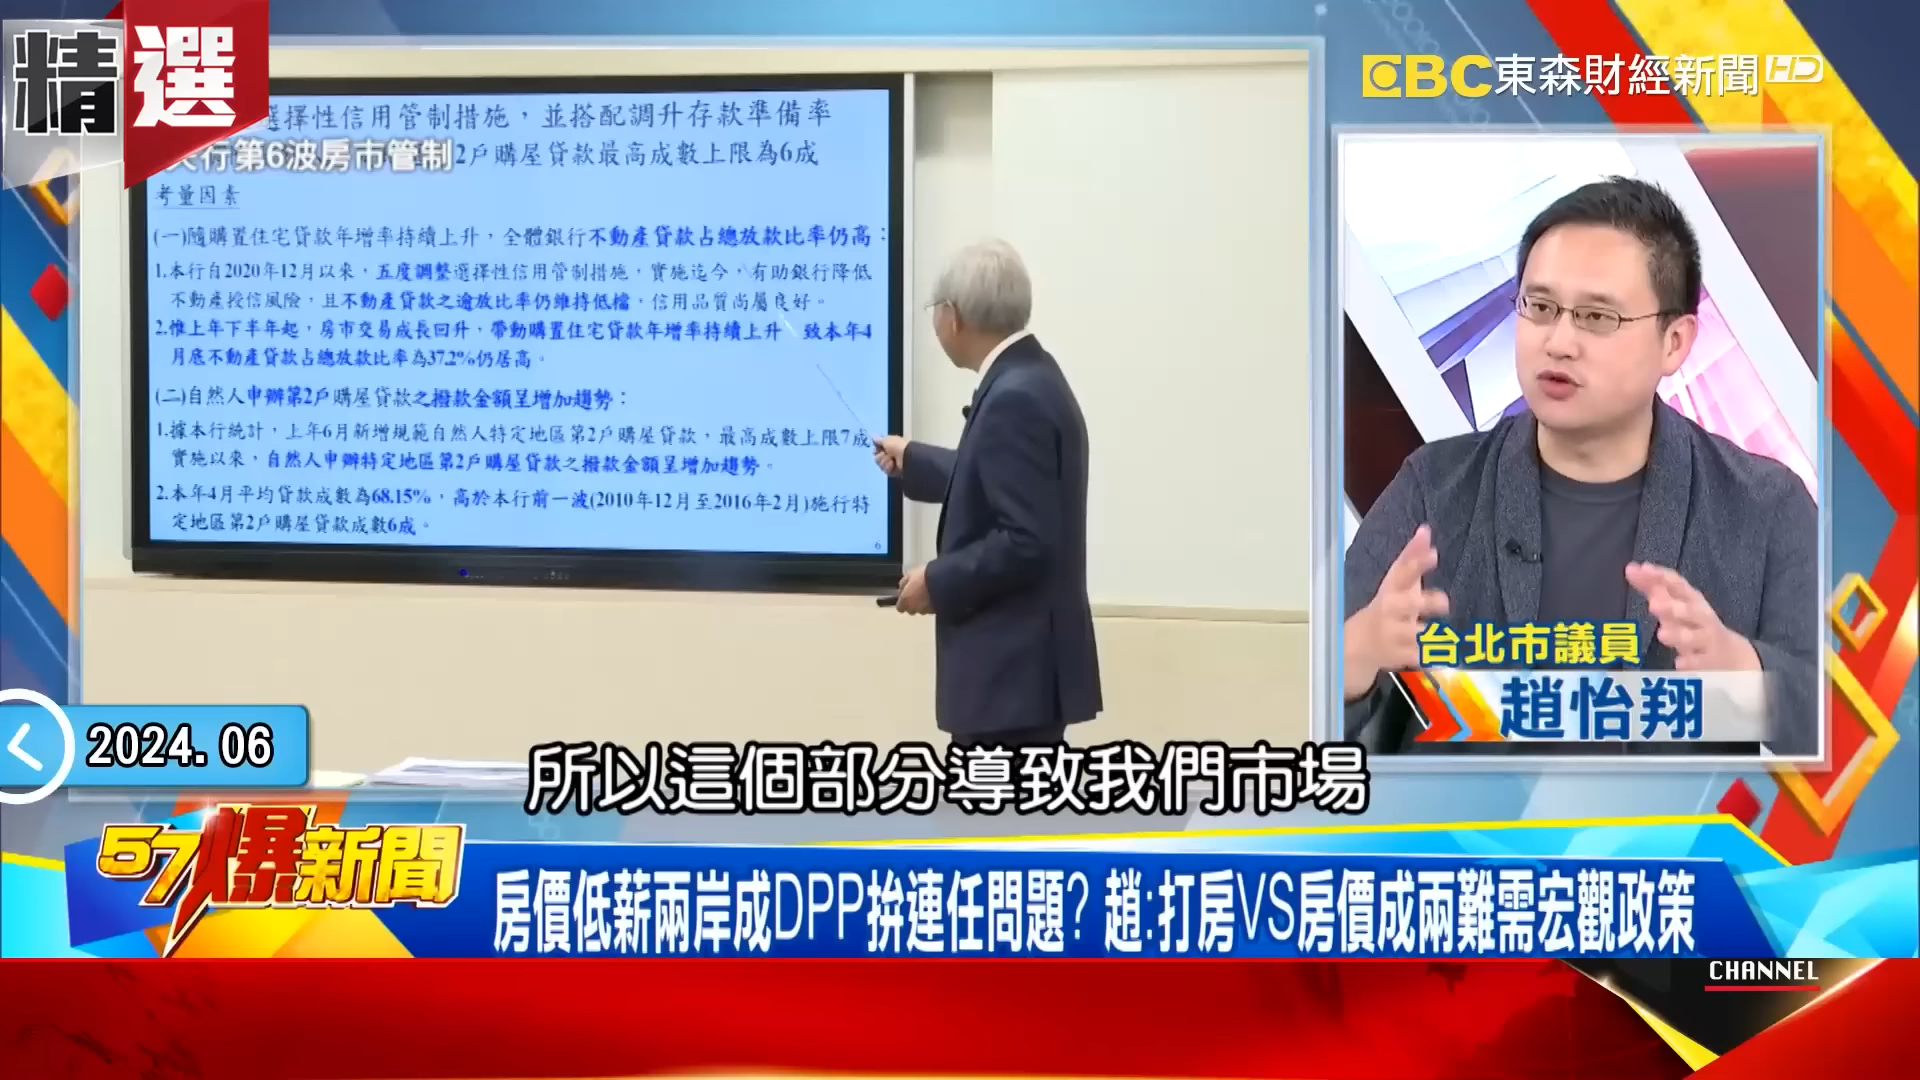 精選
EBC東森財經新聞HD
選擇性信用管制措施，並搭配調升存款準備率
央行第6波房市管制
2戶購屋貸款最高成數上限為6成
考量因素
(一)隨購置住宅貸款年增率持續上升，全體銀行不動產貸款占總放款比率仍高：
1.本行自2020年12月以來，五度調整選擇性信用管制措施，實施迄今，有助銀行降低
不動產授信風險，且不動產貸款之逾放比率仍維持低檔，信用品質尚屬良好。
2.惟上年下半年起，房市交易成長回升，帶動購置住宅貸款年增率持續上升　致本年4
月底不動產貸款占總放款比率為37.2%仍居高。
(二)自然人申辦第2戶購屋貸款之撥款金額呈增加趨勢：
1.據本行統計，上年6月新增規範自然人特定地區第2戶購屋貸款，最高成數上限7成
實施以來，自然人申辦特定地區第2戶購屋貸款之撥款金額呈增加趨勢。
2.本年4月平均貸款成數為68.15%，高於本行前一波(2010年12月至2016年2月)施行特
定地區第2戶購屋貸款成數6成。
6
台北市議員
趙怡翔
2024.06
所以這個部分導致我們市場
57爆新聞
房價低薪兩岸成DPP拚連任問題? 趙:打房VS房價成兩難需宏觀政策
CHANNEL